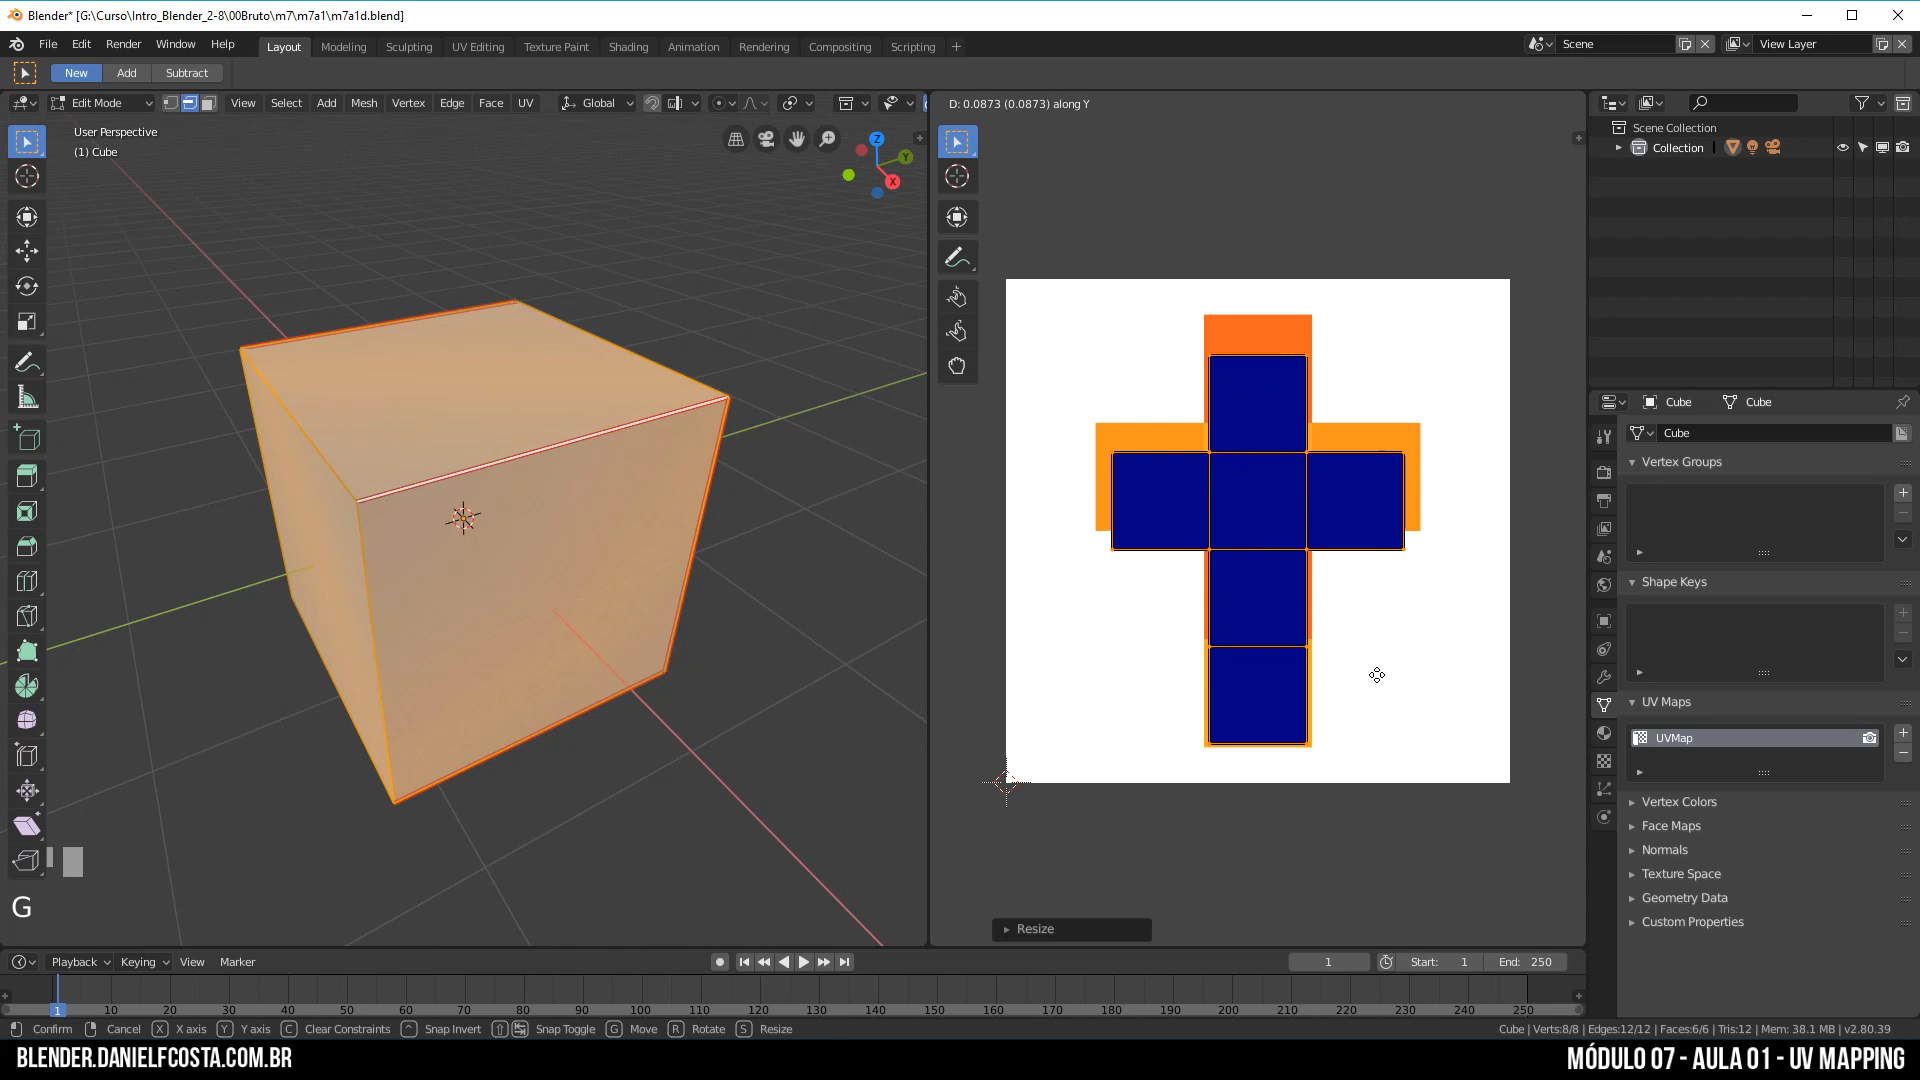 Blender* [G:\Curso\Intro_Blender_2-8\00Bruto\m7\m7a1\m7a1d.blend]
File Edit Render Window Help Layout Modeling Sculpting UV Editing Texture Paint Shading Animation Rendering Compositing Scripting + Scene View Layer
New Add Subtract
Edit Mode View Select Add Mesh Vertex Edge Face UV Global
D: 0.0873 (0.0873) along Y
User Perspective
(1) Cube
Z
Y
X
Scene Collection
Collection
Cube Cube
Cube
Vertex Groups
Shape Keys
UV Maps
UVMap
Vertex Colors
Face Maps
Normals
Texture Space
Geometry Data
Custom Properties
G
Resize
Playback Keying View Marker 1 Start: 1 End: 250
1 10 20 30 40 50 60 70 80 90 100 110 120 130 140 150 160 170 180 190 200 210 220 230 240 250
Confirm Cancel X X axis Y Y axis C Clear Constraints ^ Snap Invert Snap Toggle G Move R Rotate S Resize Cube | Verts:8/8 | Edges:12/12 | Faces:6/6 | Tris:12 | Mem: 38.1 MB | v2.80.39
BLENDER.DANIELFCOSTA.COM.BR
MÓDULO 07 - AULA 01 - UV MAPPING